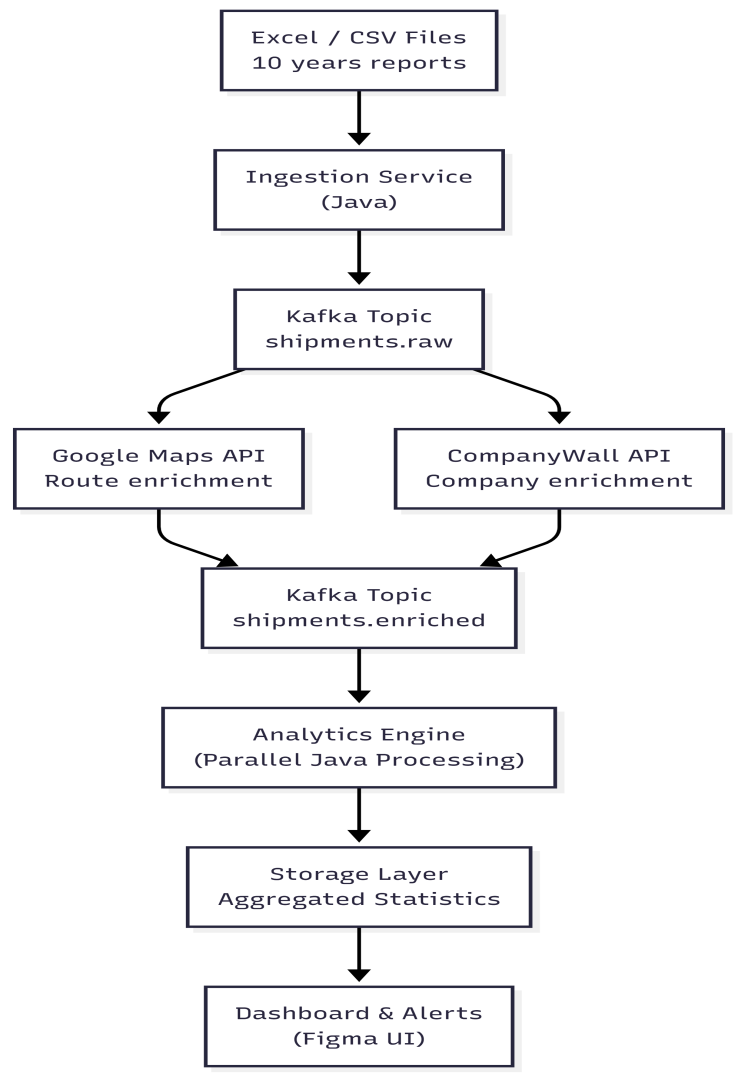 Excel / CSV Files
10 years reports
Ingestion Service
(Java)
Kafka Topic
shipments.raw
Google Maps API
Route enrichment
CompanyWall API
Company enrichment
Kafka Topic
shipments.enriched
Analytics Engine
(Parallel Java Processing)
Storage Layer
Aggregated Statistics
Dashboard & Alerts
(Figma UI)